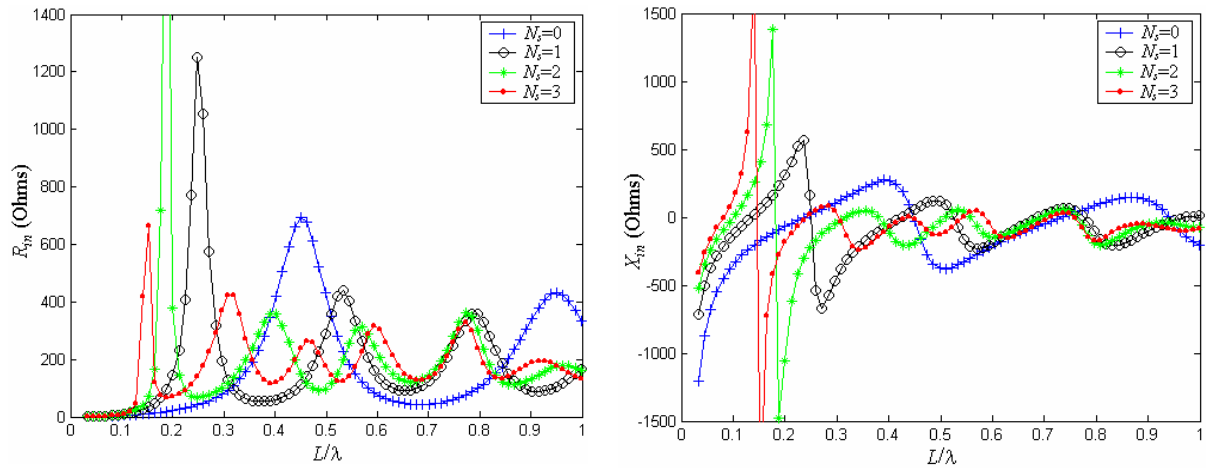 R_in (Ohms)
1400
1200
1000
800
600
400
200
0
0 0.1 0.2 0.3 0.4 0.5 0.6 0.7 0.8 0.9 1
L/λ
N_s=0
N_s=1
N_s=2
N_s=3
X_in (Ohms)
1500
1000
500
0
-500
-1000
-1500
0 0.1 0.2 0.3 0.4 0.5 0.6 0.7 0.8 0.9 1
L/λ
N_s=0
N_s=1
N_s=2
N_s=3